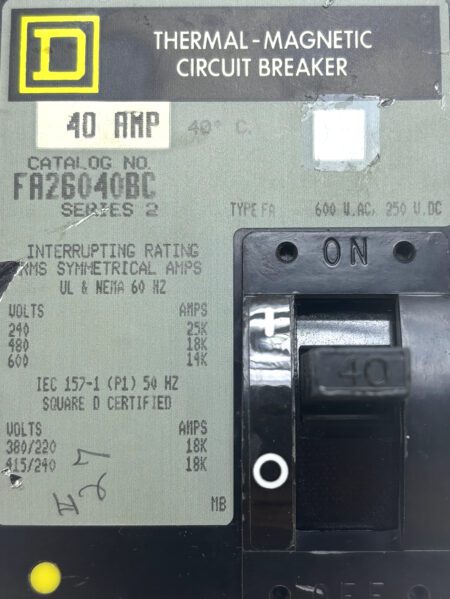 D
THERMAL-MAGNETIC
CIRCUIT BREAKER
40 AMP 40° C.
CATALOG NO.
FA26040BC
SERIES 2
TYPE FA 600 V.AC, 250 V.DC
INTERRUPTING RATING
RMS SYMMETRICAL AMPS
UL & NEMA 60 HZ
VOLTS AMPS
240 25K
480 18K
600 14K
IEC 157-1 (P1) 50 HZ
SQUARE D CERTIFIED
VOLTS AMPS
380/220 18K
415/240 18K
27
MB
ON
40
OFF